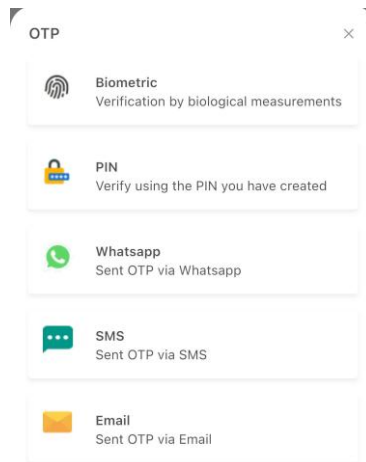 OTP
Biometric
Verification by biological measurements
PIN
Verify using the PIN you have created
Whatsapp
Sent OTP via Whatsapp
SMS
Sent OTP via SMS
Email
Sent OTP via Email